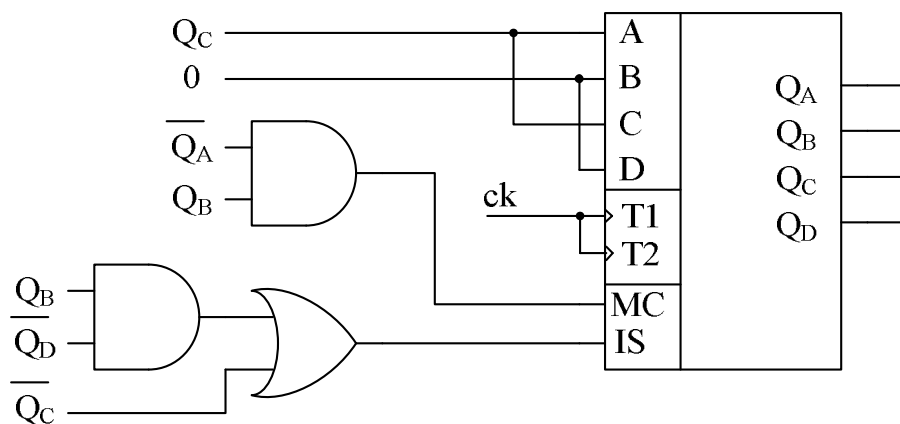 Q_C
0
Q̅_A
Q_B
Q_B
Q̅_D
Q̅_C
ck
A
B
C
D
T1
T2
MC
IS
Q_A
Q_B
Q_C
Q_D